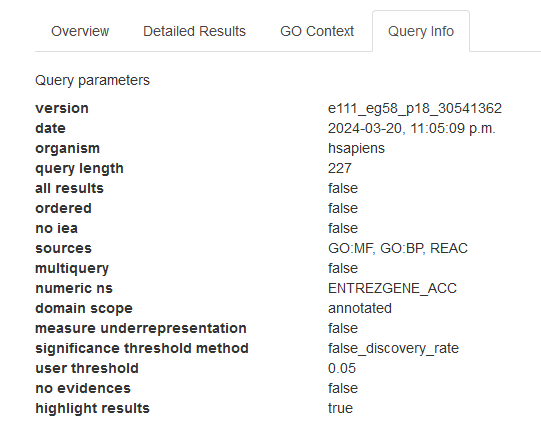 Overview Detailed Results GO Context Query Info
Query parameters
version e111_eg58_p18_30541362
date 2024-03-20, 11:05:09 p.m.
organism hsapiens
query length 227
all results false
ordered false
no iea false
sources GO:MF, GO:BP, REAC
multiquery false
numeric ns ENTREZGENE_ACC
domain scope annotated
measure underrepresentation false
significance threshold method false_discovery_rate
user threshold 0.05
no evidences false
highlight results true